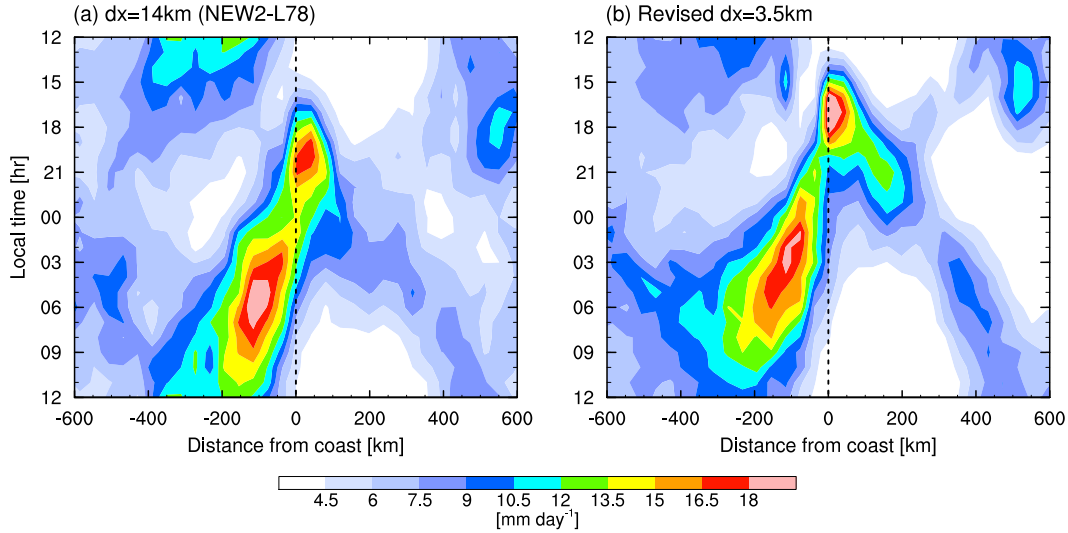 (a) dx=14km (NEW2-L78)
(b) Revised dx=3.5km
Local time [hr]
12
15
18
21
00
03
06
09
12
-600 -400 -200 0 200 400 600
Distance from coast [km]
12
15
18
21
00
03
06
09
12
-600 -400 -200 0 200 400 600
Distance from coast [km]
4.5 6 7.5 9 10.5 12 13.5 15 16.5 18
[mm day⁻¹]